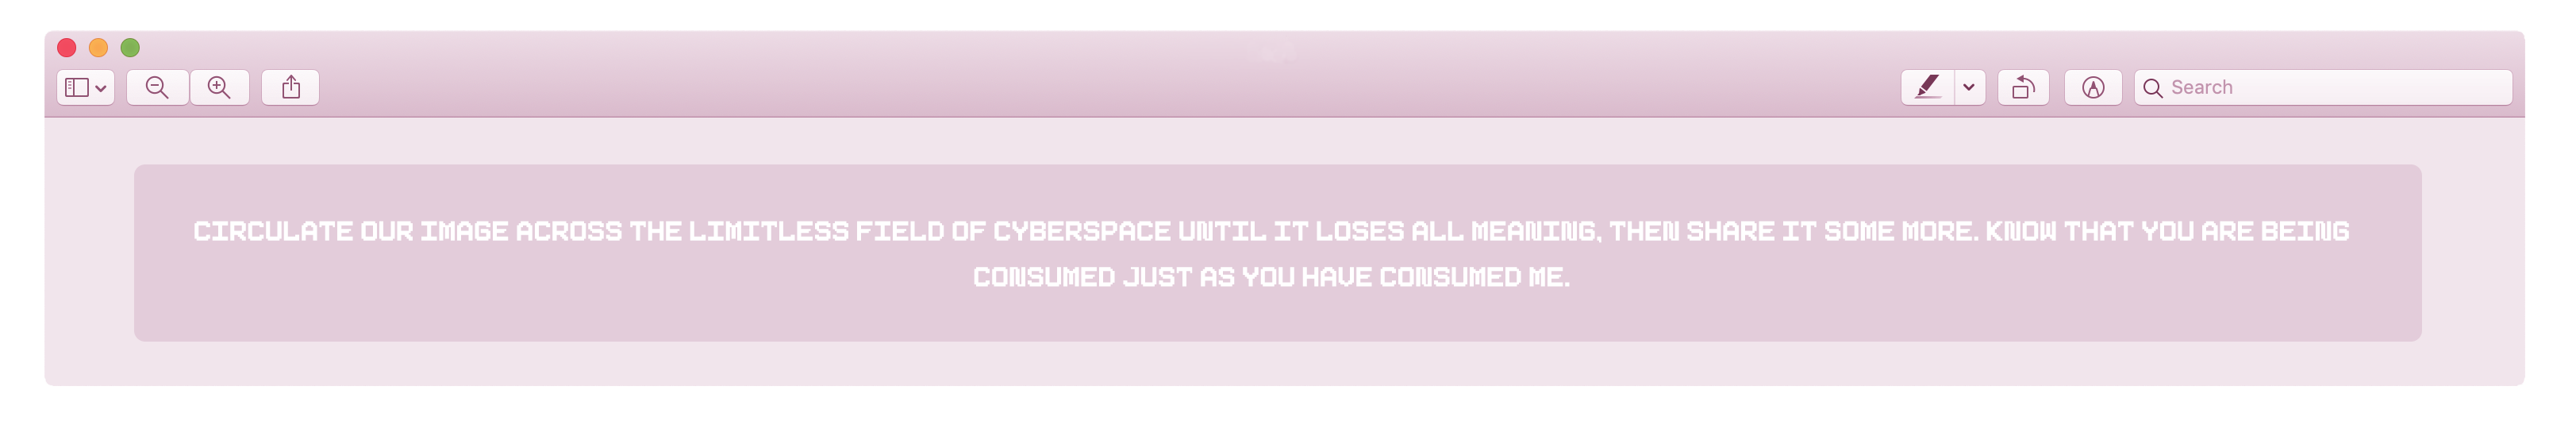 Search
CIRCULATE OUR IMAGE ACROSS THE LIMITLESS FIELD OF CYBERSPACE UNTIL IT LOSES ALL MEANING, THEN SHARE IT SOME MORE. KNOW THAT YOU ARE BEING
CONSUMED JUST AS YOU HAVE CONSUMED ME.